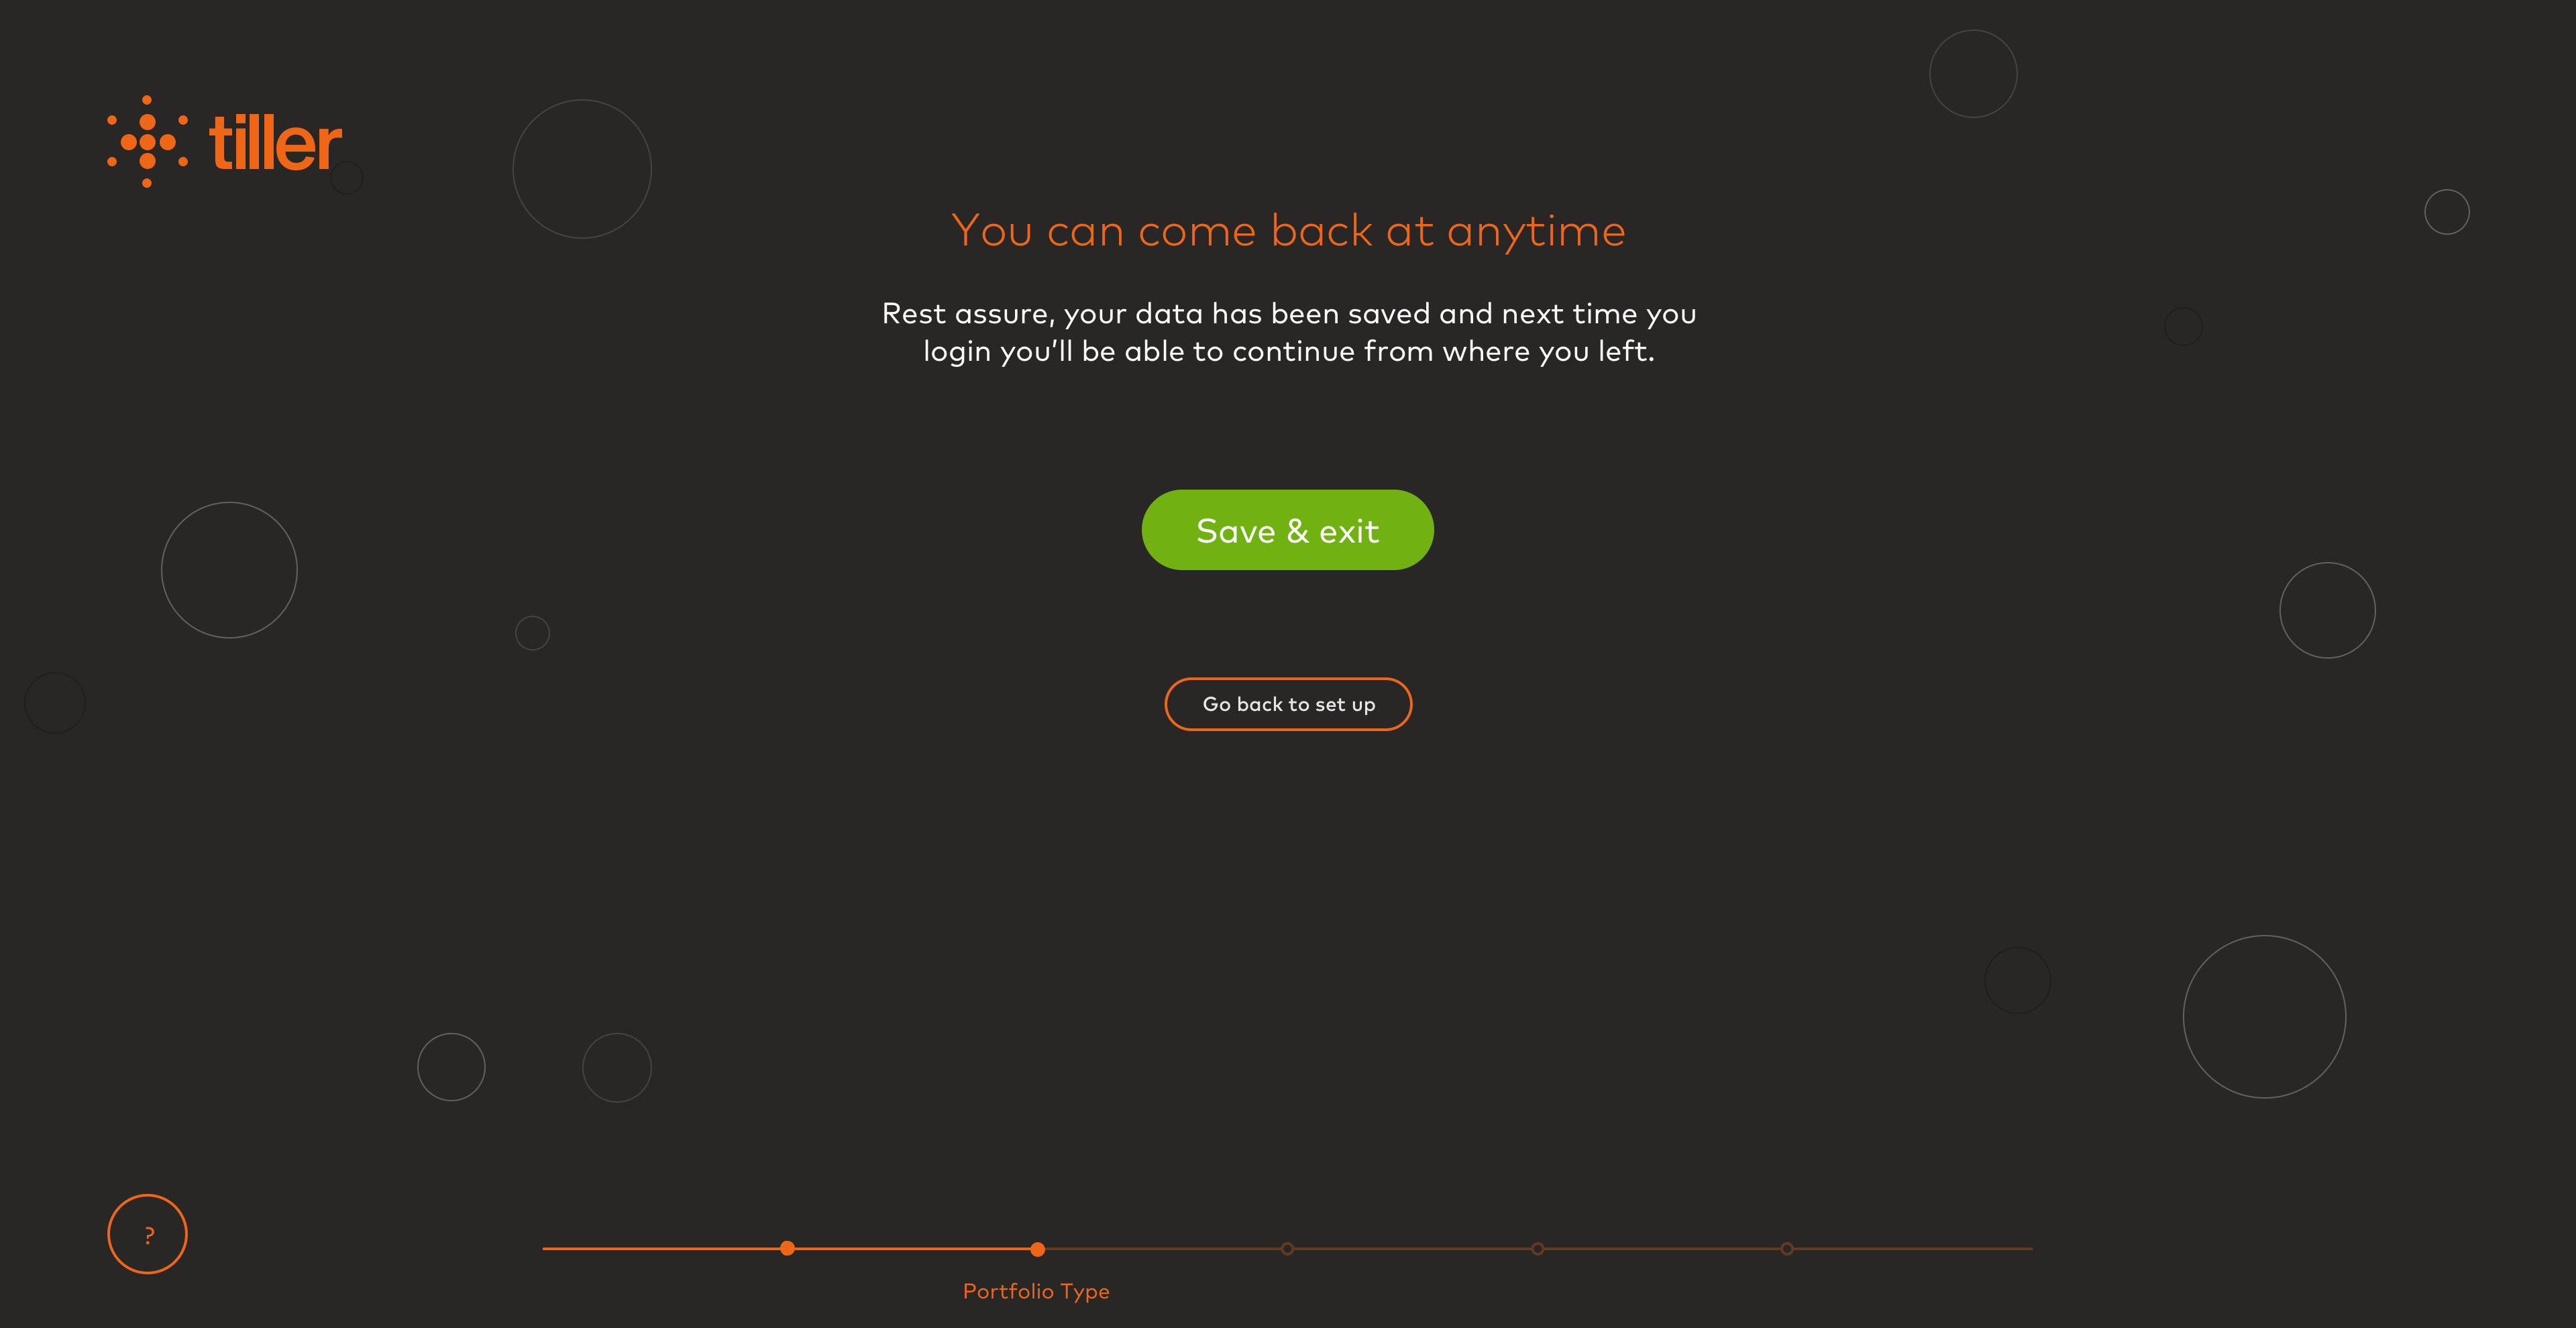 tiller
You can come back at anytime
Rest assure, your data has been saved and next time you
login you’ll be able to continue from where you left.
Save & exit
Go back to set up
?
Portfolio Type